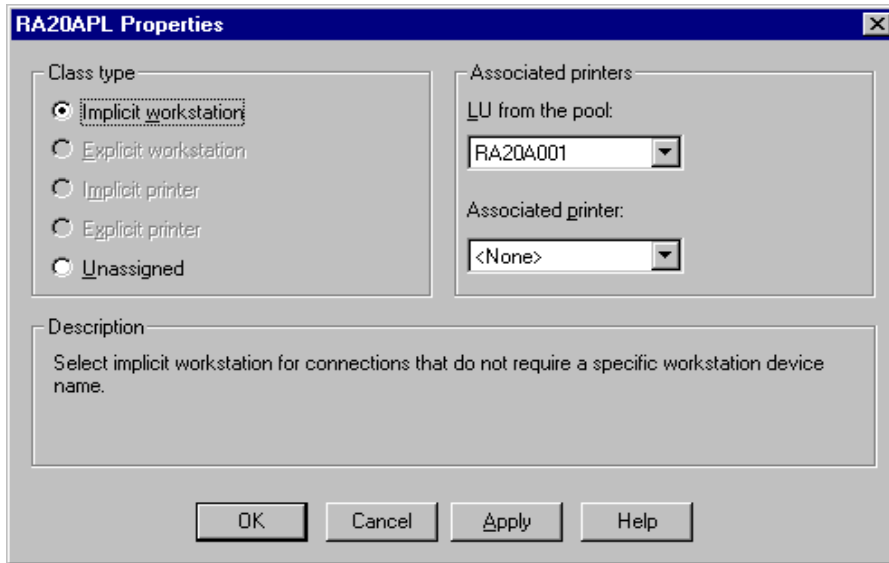 RA20APL Properties
Class type
Implicit workstation
Explicit workstation
Implicit printer
Explicit printer
Unassigned
Associated printers
LU from the pool:
RA20A001
Associated printer:
<None>
Description
Select implicit workstation for connections that do not require a specific workstation device
name.
OK Cancel Apply Help